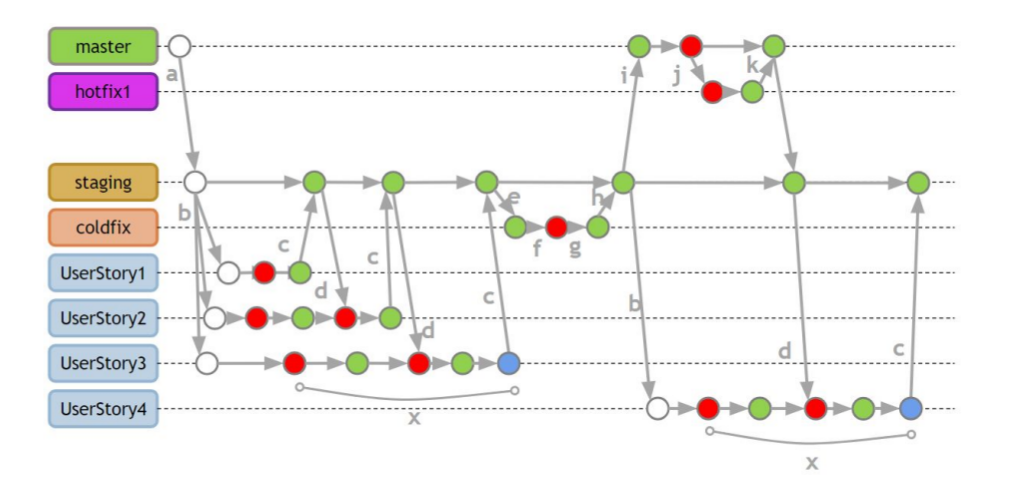 master
i
j
k
a
hotfix1
staging
b
e
h
coldfix
c
c
f
g
UserStory1
d
c
b
UserStory2
d
d
c
UserStory3
x
UserStory4
x